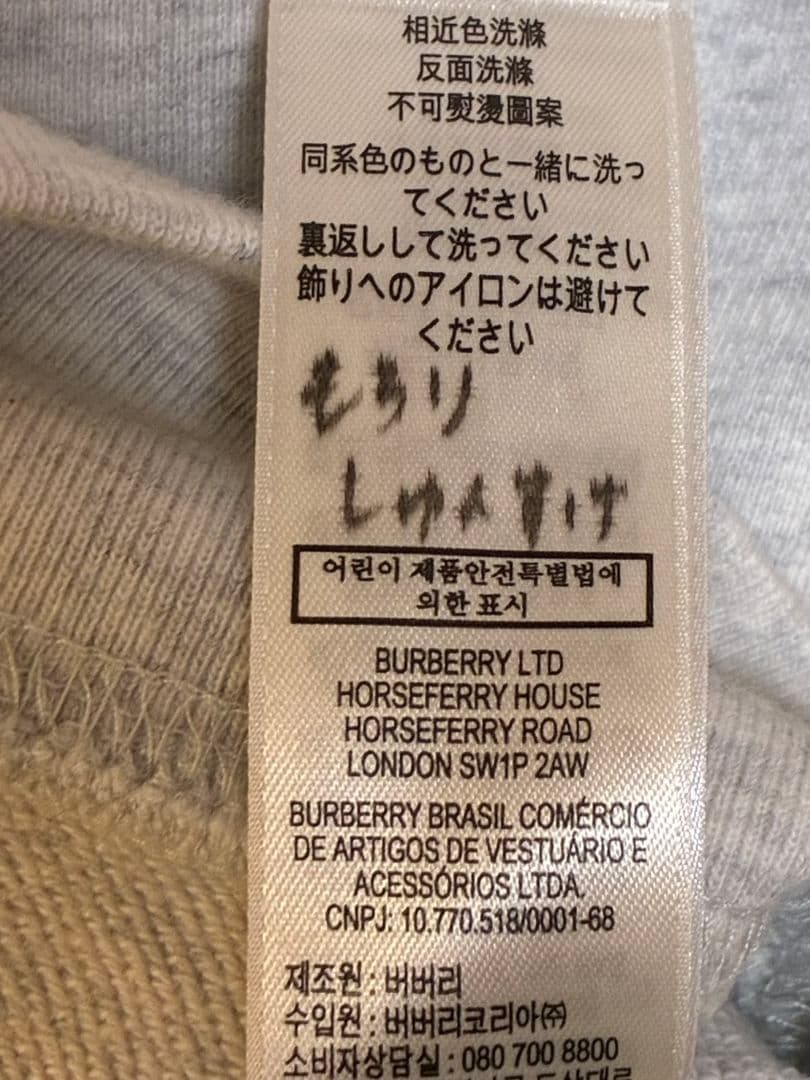 相近色洗滌
反面洗滌
不可熨燙圖案
同系色のものと一緒に洗っ
てください
裏返しして洗ってください
飾りへのアイロンは避けて
ください
もうり
어린이 제품안전특별법에
의한 표시
BURBERRY LTD
HORSEFERRY HOUSE
HORSEFERRY ROAD
LONDON SW1P 2AW
BURBERRY BRASIL COMÉRCIO
DE ARTIGOS DE VESTUÁRIO E
ACESSÓRIOS LTDA.
CNPJ: 10.770.518/0001-68
제조원 : 버버리
수입원 : 버버리코리아㈜
소비자상담실 : 080 700 8800